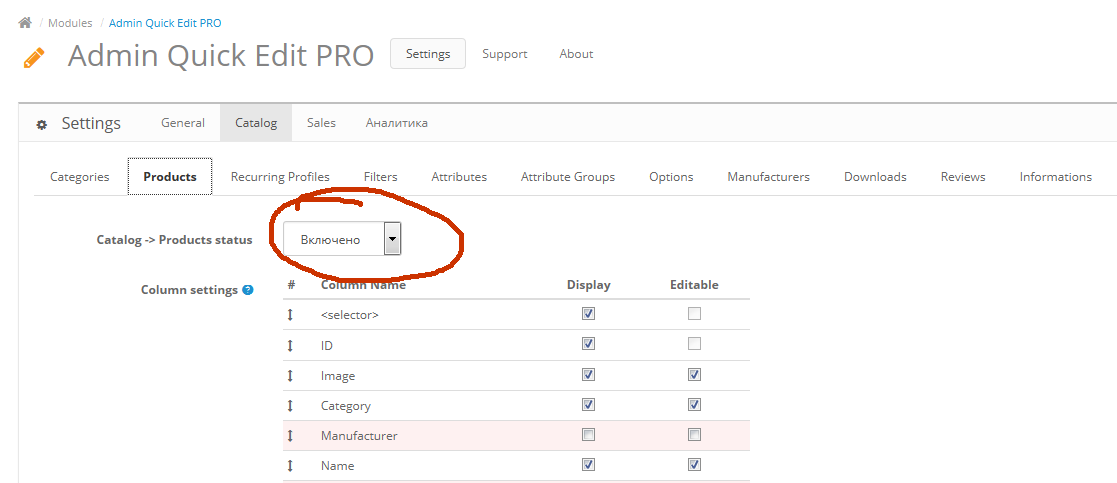 / Modules / Admin Quick Edit PRO
Admin Quick Edit PRO Settings Support About
Settings General Catalog Sales Аналитика
Categories Products Recurring Profiles Filters Attributes Attribute Groups Options Manufacturers Downloads Reviews Informations
Catalog -> Products status Включено
Column settings ? # Column Name Display Editable
<selector>
ID
Image
Category
Manufacturer
Name